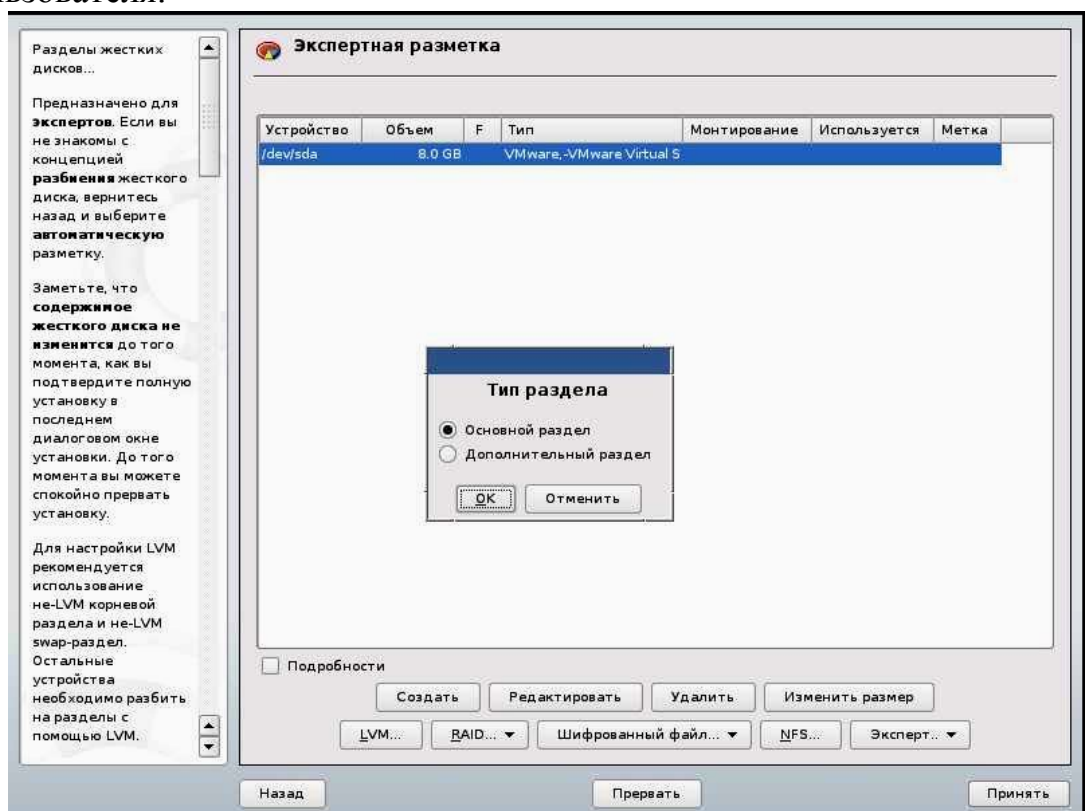 Разделы жестких
дисков...
Предназначено для
экспертов. Если вы
не знакомы с
концепцией
разбиения жесткого
диска, вернитесь
назад и выберите
автоматическую
разметку.
Заметьте, что
содержимое
жесткого диска не
изменится до того
момента, как вы
подтвердите полную
установку в
последнем
диалоговом окне
установки. До того
момента вы можете
спокойно прервать
установку.
Для настройки LVM
рекомендуется
использование
не-LVM корневой
раздела и не-LVM
swap-раздел.
Остальные
устройства
необходимо разбить
на разделы с
помощью LVM.
Экспертная разметка
Устройство Объем F Тип Монтирование Используется Метка
/dev/sda 8.0 GB VMware,-VMware Virtual S
Тип раздела
Основной раздел
Дополнительный раздел
OK Отменить
Подробности
Создать Редактировать Удалить Изменить размер
LVM... RAID... Шифрованный файл... NFS... Эксперт..
Назад Прервать Принять